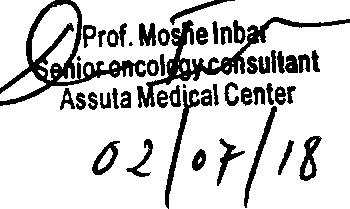 Prof. Moshe Inbar
Senior oncology consultant
Assuta Medical Center
02/07/18